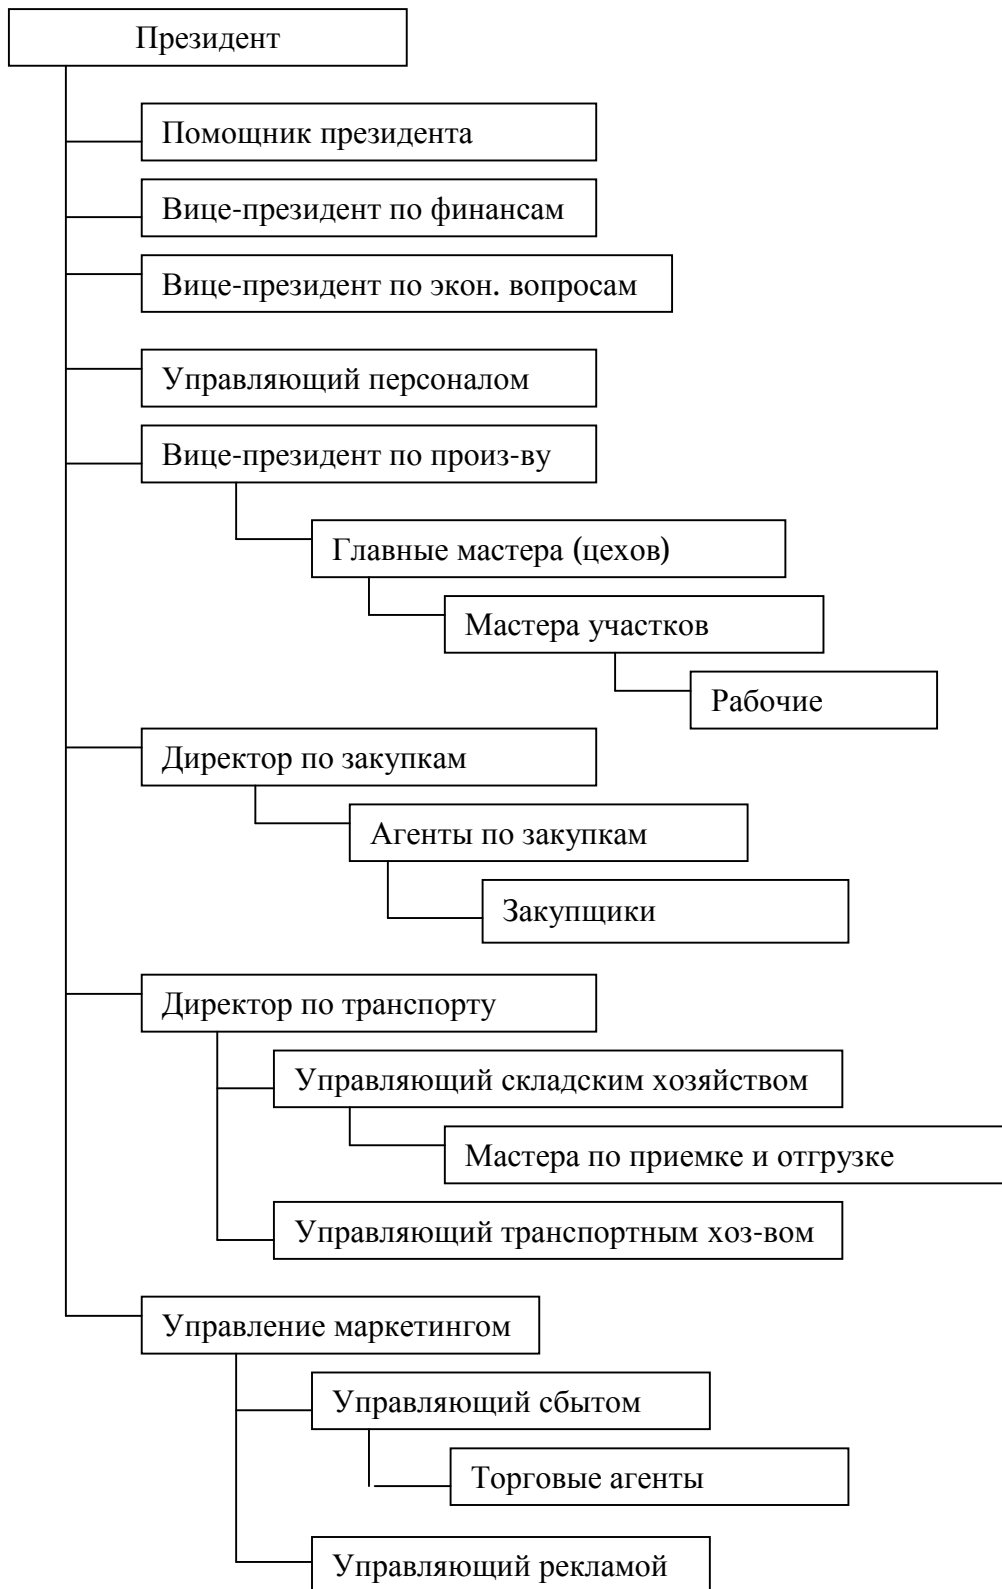 Президент
Помощник президента
Вице-президент по финансам
Вице-президент по экон. вопросам
Управляющий персоналом
Вице-президент по произ-ву
Главные мастера (цехов)
Мастера участков
Рабочие
Директор по закупкам
Агенты по закупкам
Закупщики
Директор по транспорту
Управляющий складским хозяйством
Мастера по приемке и отгрузке
Управляющий транспортным хоз-вом
Управление маркетингом
Управляющий сбытом
Торговые агенты
Управляющий рекламой